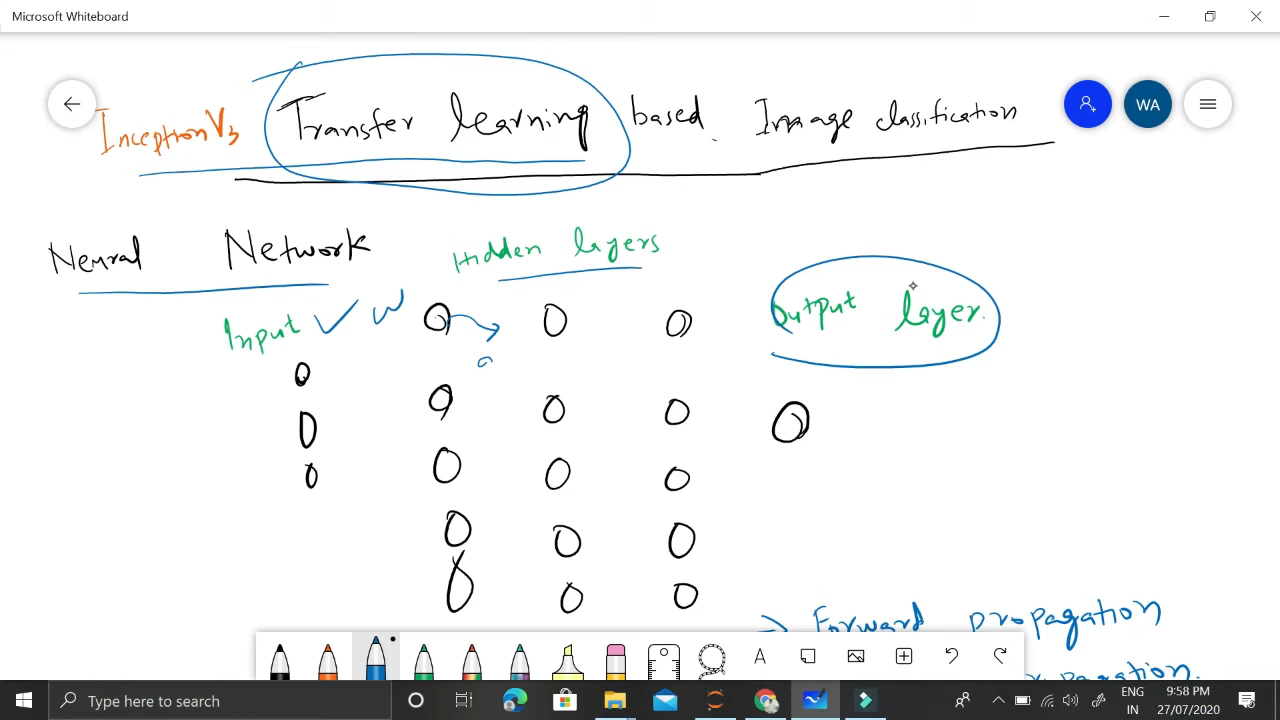 Microsoft Whiteboard
WA
InceptionV3 Transfer learning based Image classification
Neural Network
Hidden layers
Input
W
Output layer.
→ Forward propagation
pagation.
Type here to search
A
ENG
IN
9:58 PM
27/07/2020